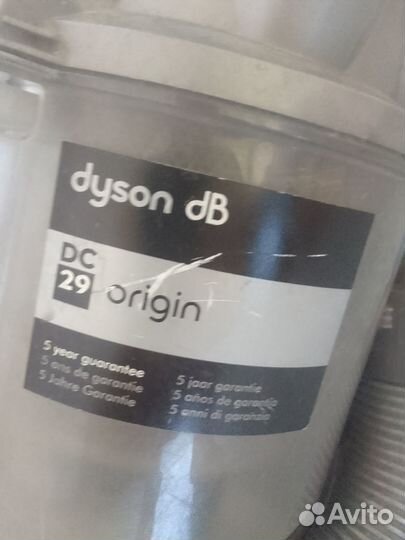 dyson dB
DC
29
origin
5 year guarantee
5 ans de garantie
5 Jahre Garantie
5 jaar garantie
5 años de garantía
5 anni di garanzia
Avito